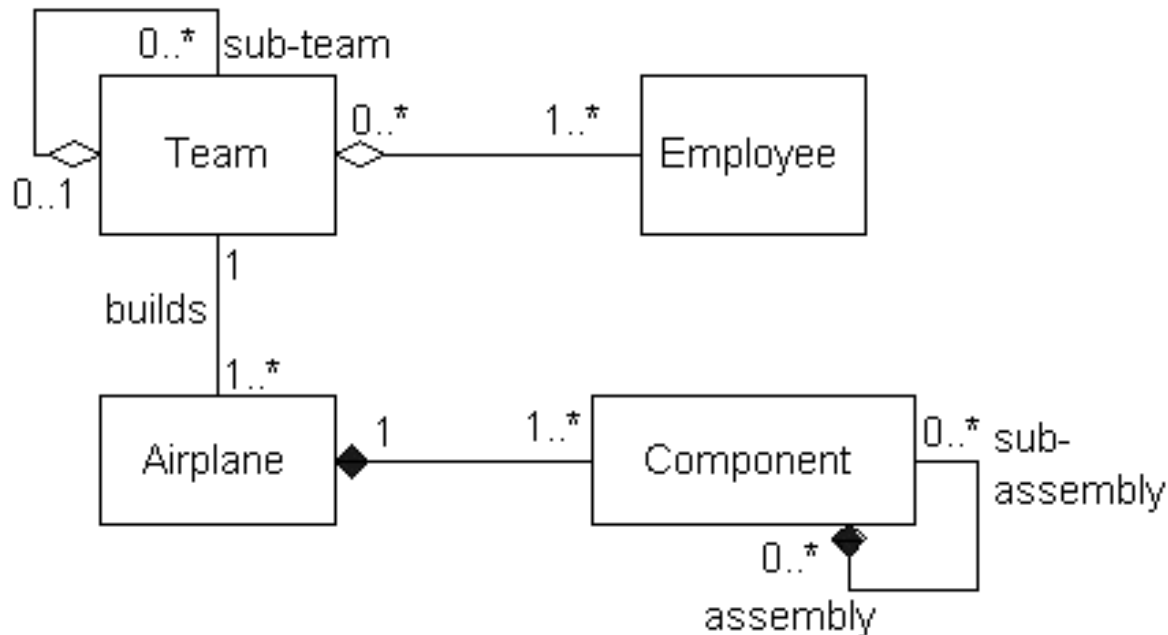 0..* sub-team
0..* 1..*
Team Employee
0..1
1
builds
1..*
1 1..* 0..* sub-
Airplane Component
assembly
0..*
assembly